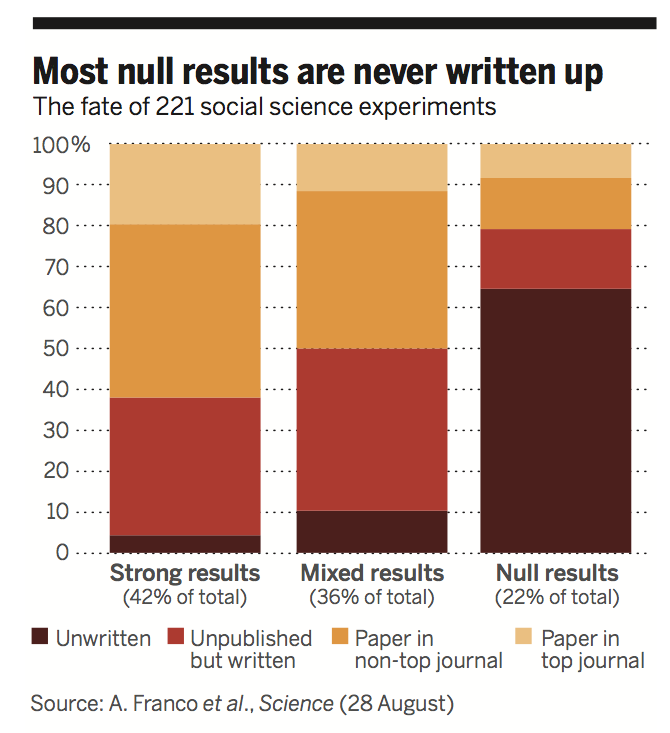 Most null results are never written up
The fate of 221 social science experiments
100%
90
80
70
60
50
40
30
20
10
0
Strong results
(42% of total)
Mixed results
(36% of total)
Null results
(22% of total)
Unwritten
Unpublished
but written
Paper in
non-top journal
Paper in
top journal
Source: A. Franco et al., Science (28 August)